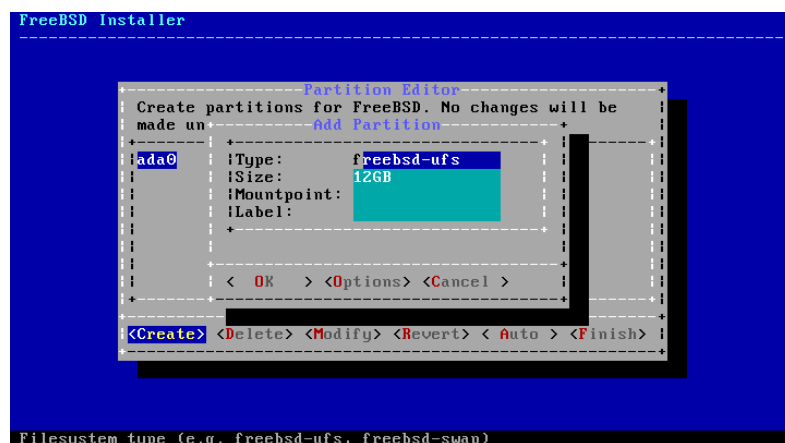 FreeBSD Installer
Partition Editor
Create partitions for FreeBSD. No changes will be
made un
Add Partition
ada0
Type: freebsd-ufs
Size: 12GB
Mountpoint:
Label:
< OK > <Options> <Cancel >
<Create> <Delete> <Modify> <Revert> < Auto > <Finish>
Filesystem type (e.g. freebsd-ufs, freebsd-swap)